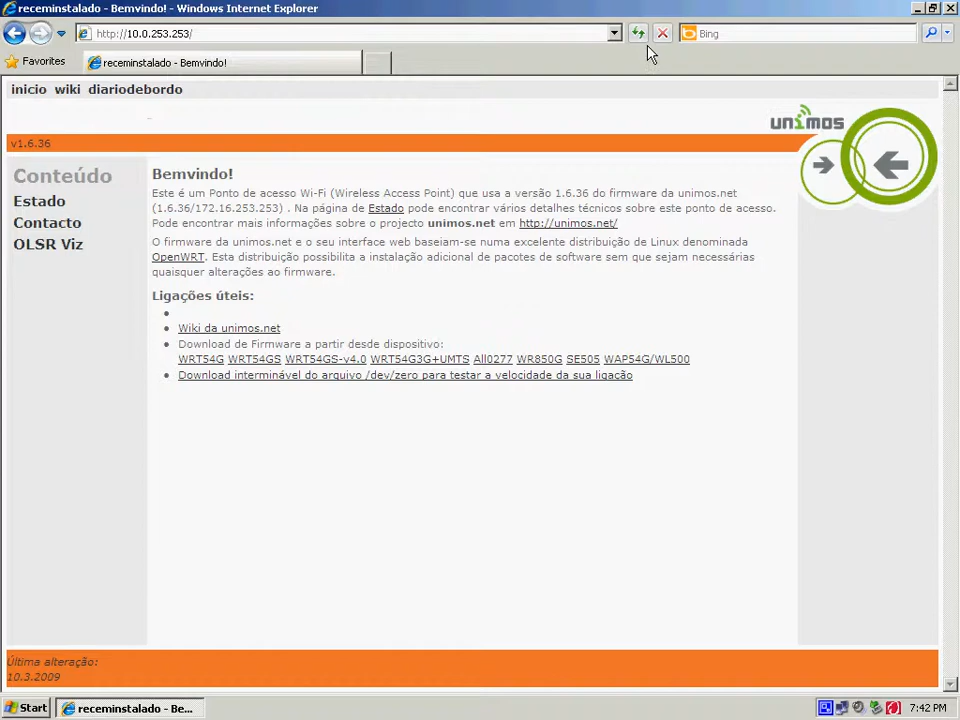 receminstalado - Bemvindo! - Windows Internet Explorer
http://10.0.253.253/
Bing
Favorites
receminstalado - Bemvindo!
inicio wiki diariodebordo
unimos
v1.6.36
Conteúdo
Estado
Contacto
OLSR Viz
Bemvindo!
Este é um Ponto de acesso Wi-Fi (Wireless Access Point) que usa a versão 1.6.36 do firmware da unimos.net
(1.6.36/172.16.253.253) . Na página de Estado pode encontrar vários detalhes técnicos sobre este ponto de acesso.
Pode encontrar mais informações sobre o projecto unimos.net em http://unimos.net/
O firmware da unimos.net e o seu interface web baseiam-se numa excelente distribuição de Linux denominada
OpenWRT. Esta distribuição possibilita a instalação adicional de pacotes de software sem que sejam necessárias
quaisquer alterações ao firmware.
Ligações úteis:
Wiki da unimos.net
Download de Firmware a partir desde dispositivo:
WRT54G WRT54GS WRT54GS-v4.0 WRT54G3G+UMTS All0277 WR850G SE505 WAP54G/WL500
Download interminável do arquivo /dev/zero para testar a velocidade da sua ligacão
Última alteração:
10.3.2009
Start
receminstalado - Be...
7:42 PM